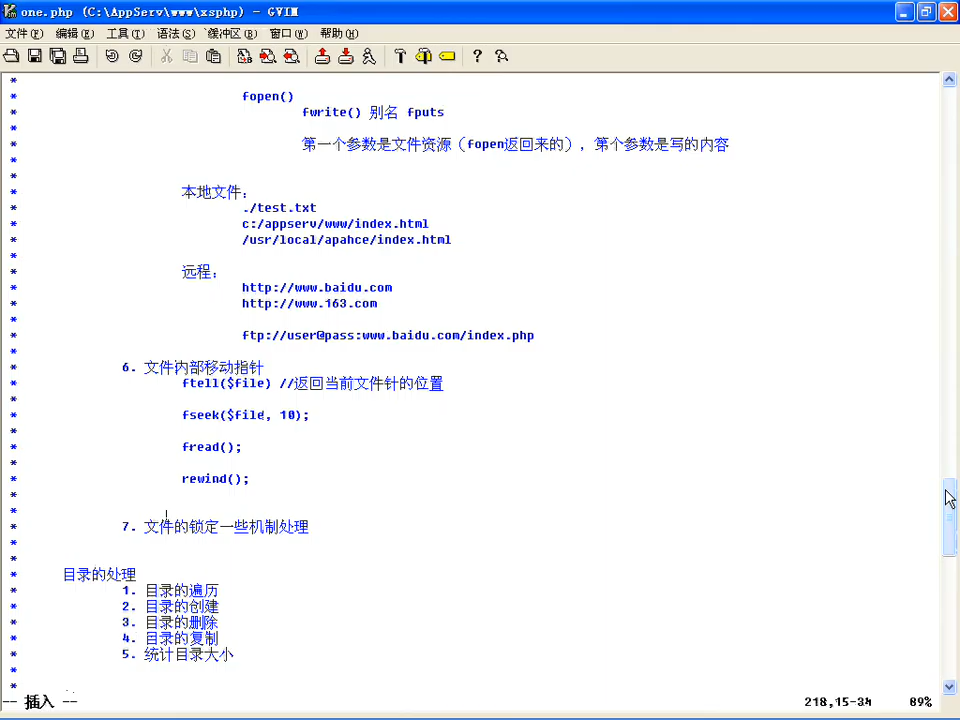 one.php (C:\AppServ\www\xsphp) - GVIM
文件(F) 编辑(E) 工具(T) 语法(S) 缓冲区(B) 窗口(W) 帮助(H)
*
* fopen()
* fwrite() 别名 fputs
*
* 第一个参数是文件资源（fopen返回来的），第个参数是写的内容
*
*
* 本地文件：
* ./test.txt
* c:/appserv/www/index.html
* /usr/local/apahce/index.html
*
* 远程：
* http://www.baidu.com
* http://www.163.com
*
* ftp://user@pass:www.baidu.com/index.php
*
* 6. 文件内部移动指针
* ftell($file) //返回当前文件针的位置
*
* fseek($file, 10);
*
* fread();
*
* rewind();
*
*
* 7. 文件的锁定一些机制处理
*
*
* 目录的处理
* 1. 目录的遍历
* 2. 目录的创建
* 3. 目录的删除
* 4. 目录的复制
* 5. 统计目录大小
*
*
-- 插入 -- 218,15-34 89%